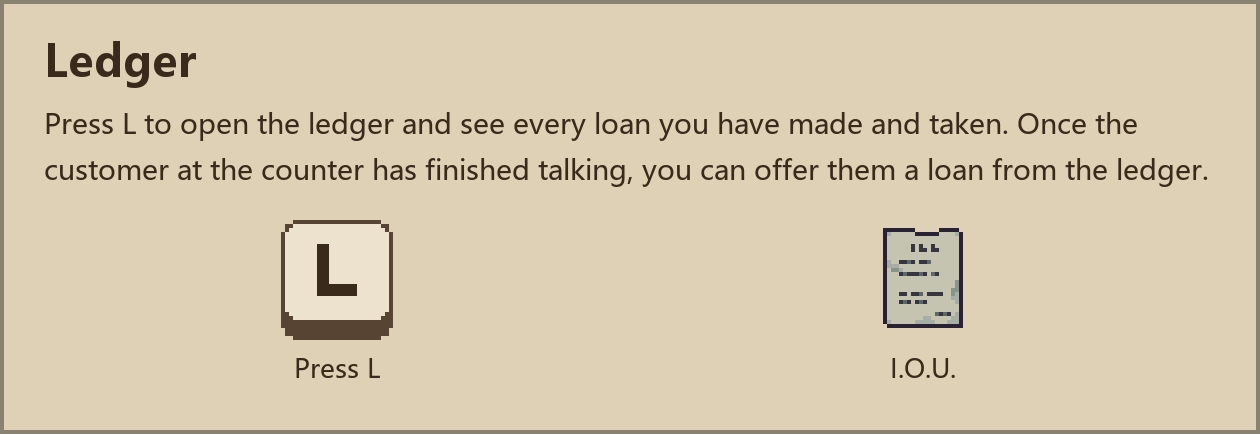 Ledger
Press L to open the ledger and see every loan you have made and taken. Once the
customer at the counter has finished talking, you can offer them a loan from the ledger.
L
Press L
I.O.U.